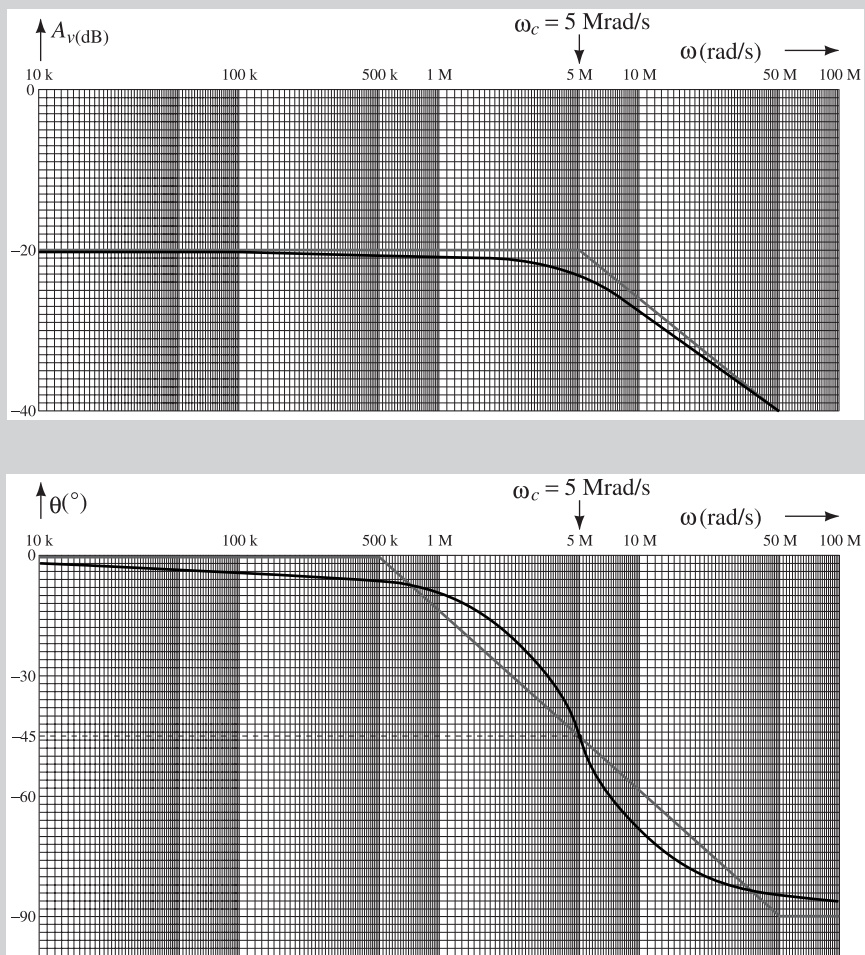 A_v(dB)
ω_c = 5 Mrad/s
ω (rad/s)
10 k 100 k 500 k 1 M 5 M 10 M 50 M 100 M
0
−20
−40
θ(°)
ω_c = 5 Mrad/s
ω (rad/s)
10 k 100 k 500 k 1 M 5 M 10 M 50 M 100 M
0
−30
−45
−60
−90